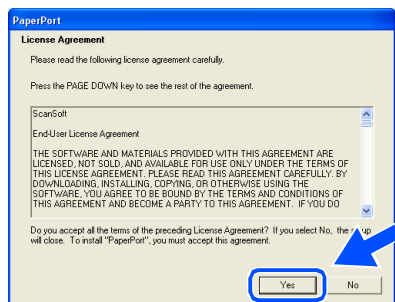 PaperPort
License Agreement
Please read the following license agreement carefully.
Press the PAGE DOWN key to see the rest of the agreement.
ScanSoft
End-User License Agreement
THE SOFTWARE AND MATERIALS PROVIDED WITH THIS AGREEMENT ARE
LICENSED, NOT SOLD, AND AVAILABLE FOR USE ONLY UNDER THE TERMS OF
THIS LICENSE AGREEMENT. PLEASE READ THIS AGREEMENT CAREFULLY. BY
DOWNLOADING, INSTALLING, COPYING, OR OTHERWISE USING THE
SOFTWARE, YOU AGREE TO BE BOUND BY THE TERMS AND CONDITIONS OF
THIS AGREEMENT AND BECOME A PARTY TO THIS AGREEMENT. IF YOU DO
Do you accept all the terms of the preceding License Agreement? If you select No, the
will close. To install "PaperPort", you must accept this agreement.
Yes No